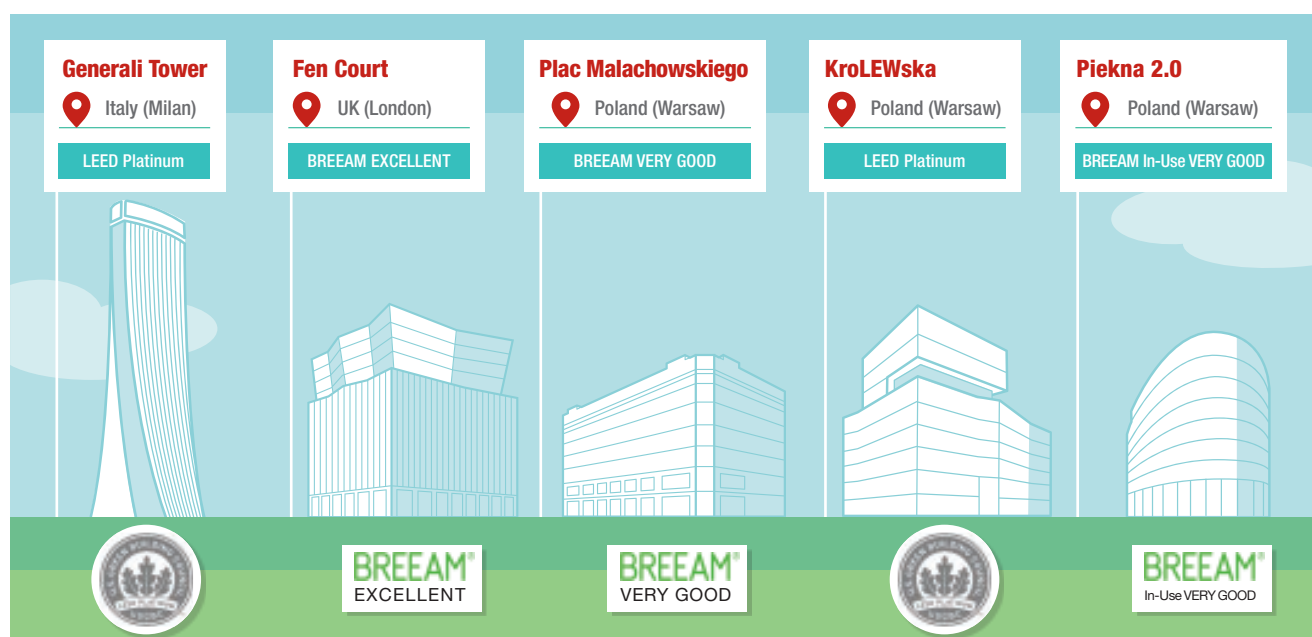 Generali Tower
Italy (Milan)
LEED Platinum
Fen Court
UK (London)
BREEAM EXCELLENT
Plac Malachowskiego
Poland (Warsaw)
BREEAM VERY GOOD
KroLEWska
Poland (Warsaw)
LEED Platinum
Piekna 2.0
Poland (Warsaw)
BREEAM In-Use VERY GOOD
BREEAM®
EXCELLENT
BREEAM®
VERY GOOD
BREEAM®
In-Use VERY GOOD